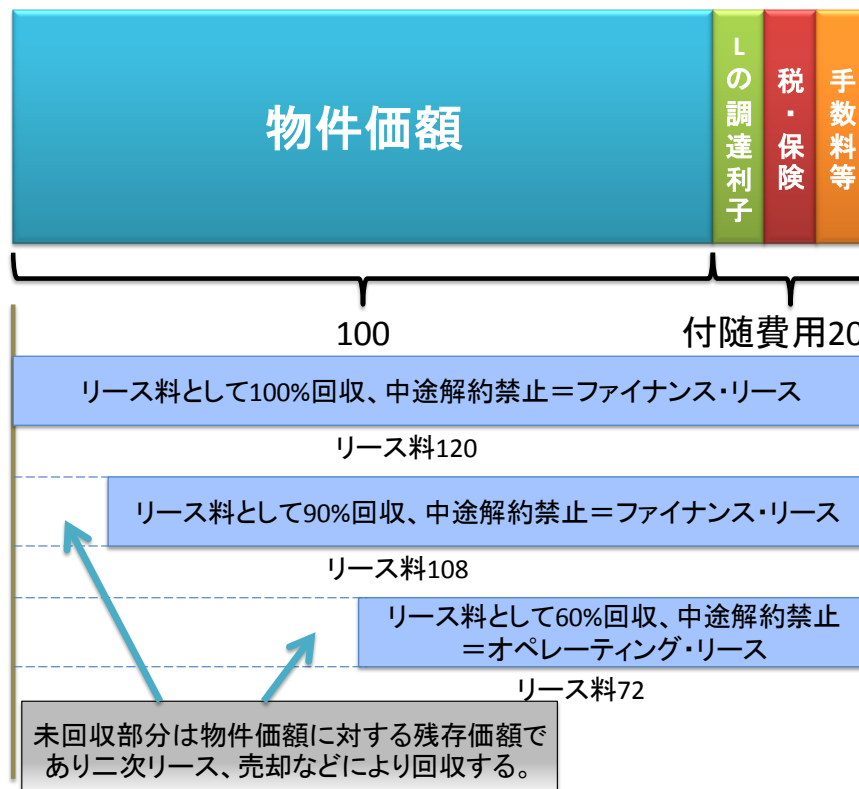 物件価額
Lの調達利子
税・保険
手数料等
100
付随費用20
リース料として100%回収、中途解約禁止＝ファイナンス・リース
リース料120
リース料として90%回収、中途解約禁止＝ファイナンス・リース
リース料108
リース料として60%回収、中途解約禁止
＝オペレーティング・リース
リース料72
未回収部分は物件価額に対する残存価額で
あり二次リース、売却などにより回収する。